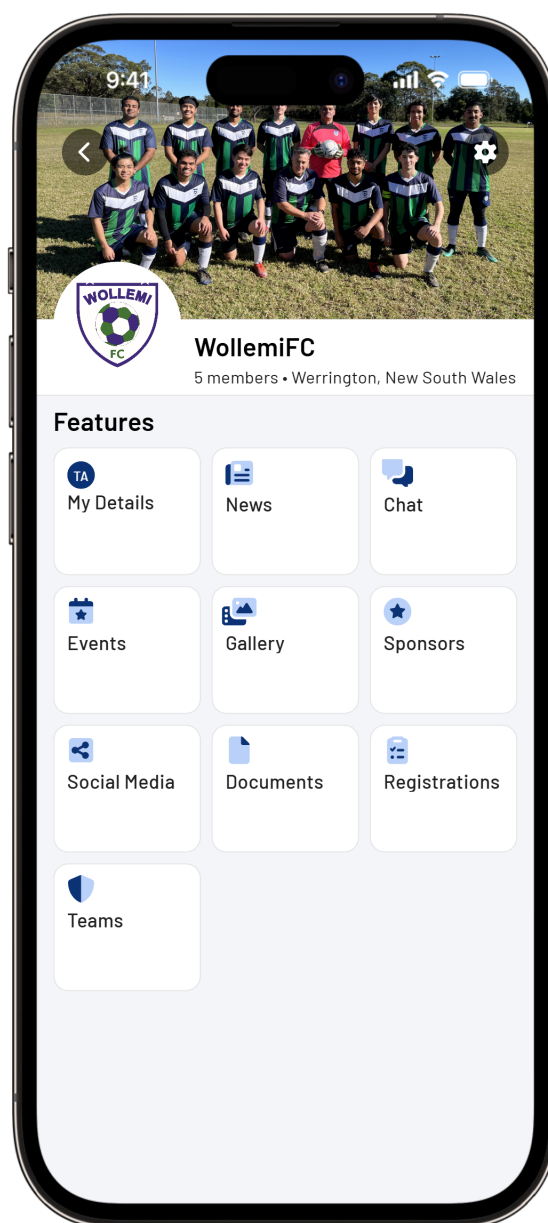 9:41
WOLLEMI
FC
WollemiFC
5 members • Werrington, New South Wales
Features
TA
My Details
News
Chat
Events
Gallery
Sponsors
Social Media
Documents
Registrations
Teams